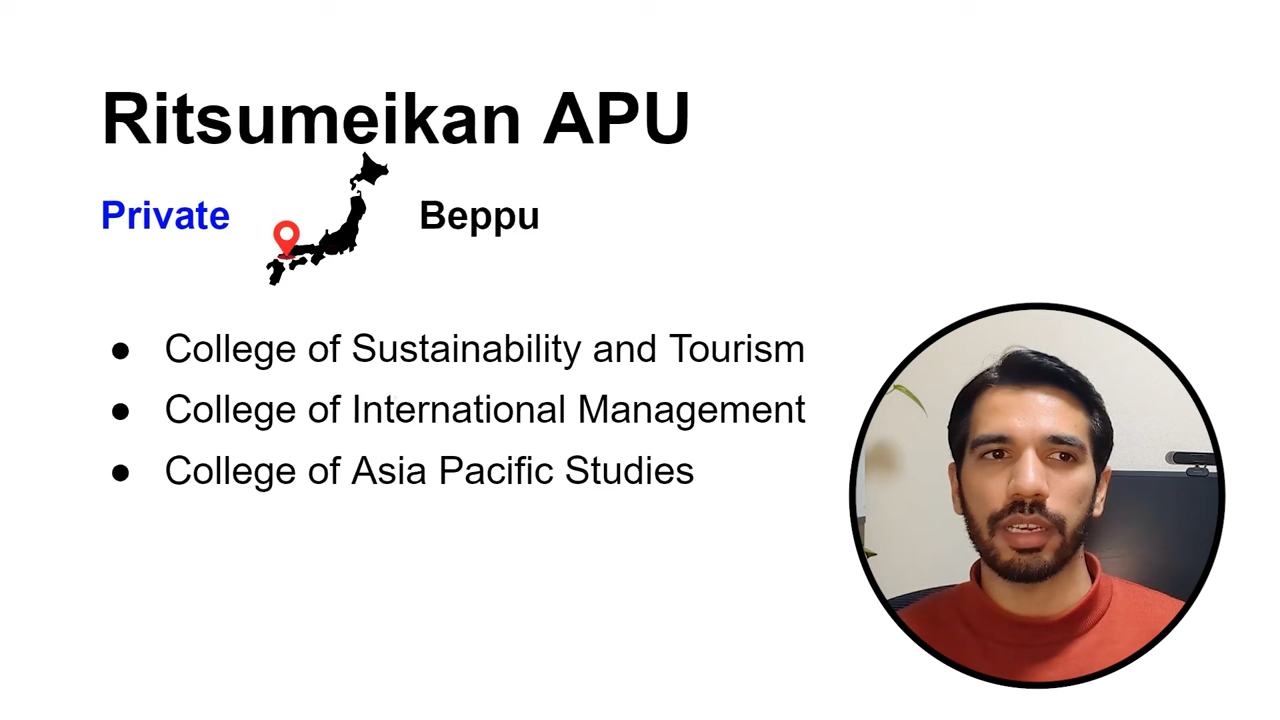 Ritsumeikan APU
Private Beppu
College of Sustainability and Tourism
College of International Management
College of Asia Pacific Studies